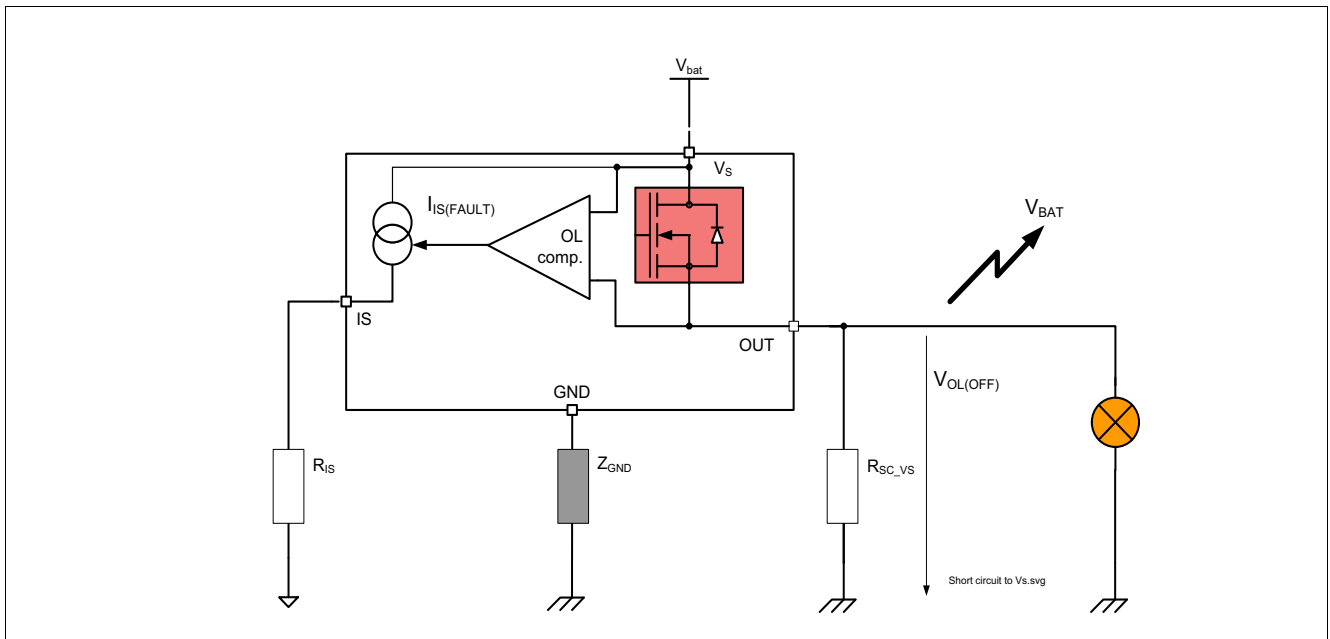 Vbat
VS
IIS(FAULT)
OL
comp.
VBAT
IS
OUT
VOL(OFF)
GND
RIS
ZGND
RSC_VS
Short circuit to Vs.svg